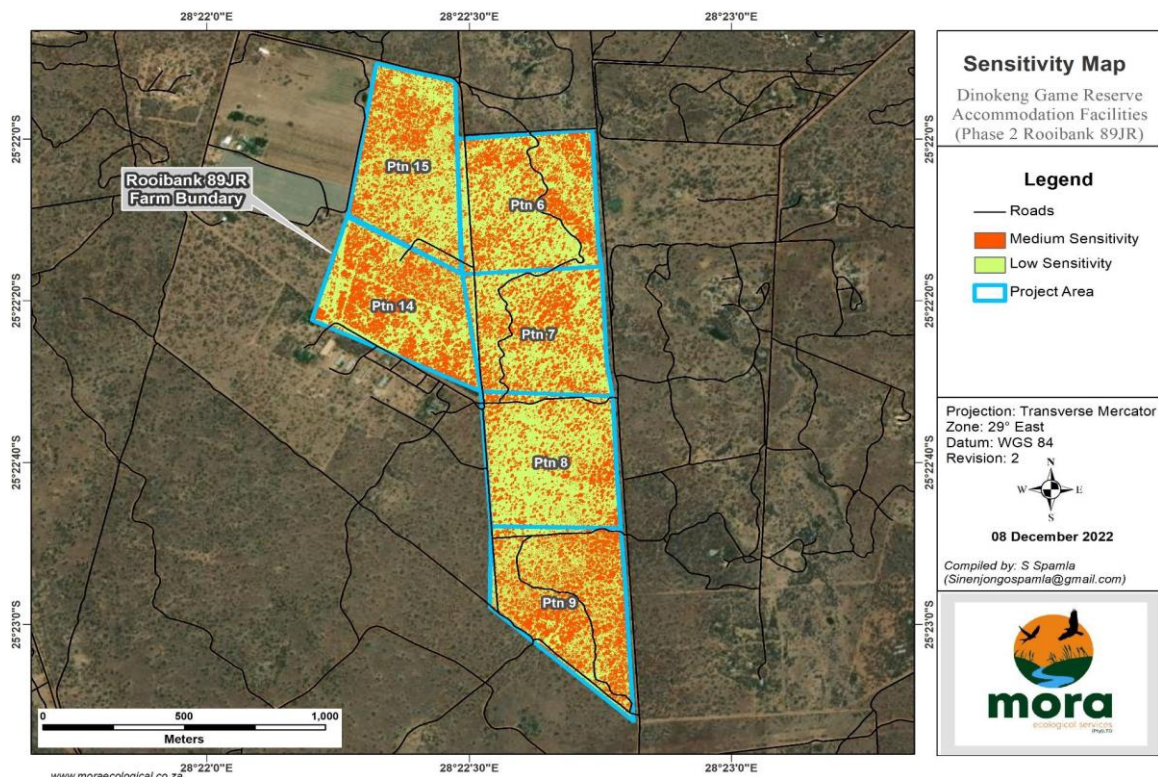 28°22'0"E
28°22'30"E
28°23'0"E
25°22'0"S
25°22'20"S
25°22'40"S
25°23'0"S
25°22'0"S
25°22'20"S
25°22'40"S
25°23'0"S
Ptn 15
Ptn 6
Rooibank 89JR
Farm Bundary
Ptn 14
Ptn 7
Ptn 8
Ptn 9
0 500 1,000
Meters
28°22'0"E
28°22'30"E
28°23'0"E
www.moraecological.co.za
Sensitivity Map
Dinokeng Game Reserve
Accommodation Facilities
(Phase 2 Rooibank 89JR)
Legend
Roads
Medium Sensitivity
Low Sensitivity
Project Area
Projection: Transverse Mercator
Zone: 29° East
Datum: WGS 84
Revision: 2
N
W E
S
08 December 2022
Compiled by: S Spamla
(Sinenjongospamla@gmail.com)
mora
ecological services
(Pty)LTD